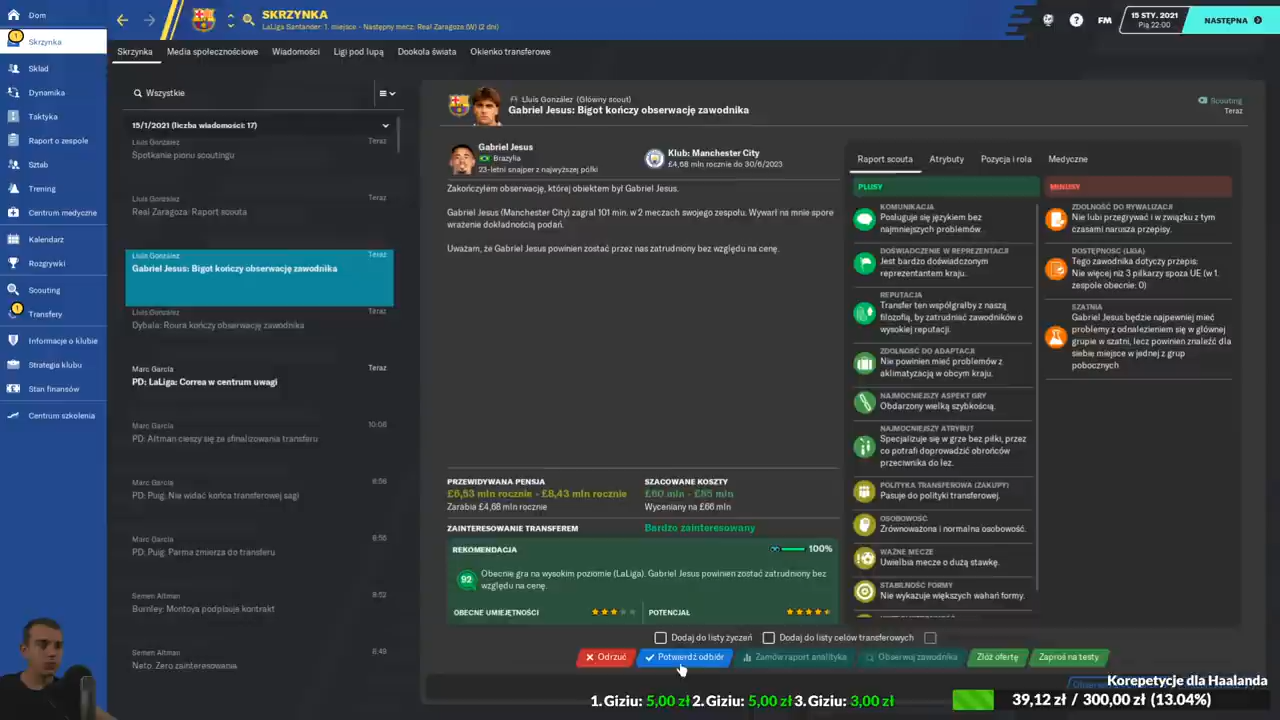 Dom
SKRZYNKA
LaLiga Santander: 1. miejsce - Następny mecz: Real Zaragoza (W) (2 dni)
FM
15 STY. 2021
Pią 22:00
NASTĘPNA
1
Skrzynka
Skład
Dynamika
Taktyka
Raport o zespole
Sztab
Trening
Centrum medyczne
Kalendarz
Rozgrywki
Scouting
1
Transfery
Informacje o klubie
Strategia klubu
Stan finansów
Centrum szkolenia
Skrzynka
Media społecznościowe
Wiadomości
Ligi pod lupą
Dookoła świata
Okienko transferowe
Wszystkie
15/1/2021 (liczba wiadomości: 17)
Lluís González
Teraz
Spotkanie pionu scoutingu
Lluís González
Teraz
Real Zaragoza: Raport scouta
Lluís González
Teraz
Gabriel Jesus: Bigot kończy obserwację zawodnika
Lluís González
Teraz
Dybala: Roura kończy obserwację zawodnika
Marc García
Teraz
PD: LaLiga: Correa w centrum uwagi
Marc García
10:08
PD: Altman cieszy się ze sfinalizowania transferu
Marc García
8:56
PD: Puig: Nie widać końca transferowej sagi
Marc García
8:56
PD: Puig: Parma zmierza do transferu
Semen Altman
8:52
Burnley: Montoya podpisuje kontrakt
Semen Altman
8:49
Neto: Zero zainteresowania
Lluís González (Główny scout)
Gabriel Jesus: Bigot kończy obserwację zawodnika
Scouting
Teraz
Gabriel Jesus
Brazylia
23-letni snajper z najwyższej półki
Klub: Manchester City
£4,68 mln rocznie do 30/6/2023
Zakończyłem obserwację, której obiektem był Gabriel Jesus.
Gabriel Jesus (Manchester City) zagrał 101 min. w 2 meczach swojego zespołu. Wywarł na mnie spore
wrażenie dokładnością podań.
Uważam, że Gabriel Jesus powinien zostać przez nas zatrudniony bez względu na cenę.
PRZEWIDYWANA PENSJA
£6,53 mln rocznie - £8,43 mln rocznie
Zarabia £4,68 mln rocznie
SZACOWANE KOSZTY
£60 mln - £85 mln
Wyceniany na £66 mln
ZAINTERESOWANIE TRANSFEREM
Bardzo zainteresowany
REKOMENDACJA
100%
92
Obecnie gra na wysokim poziomie (LaLiga). Gabriel Jesus powinien zostać zatrudniony bez
względu na cenę.
OBECNE UMIEJĘTNOŚCI
POTENCJAŁ
Raport scouta
Atrybuty
Pozycja i rola
Medyczne
PLUSY
KOMUNIKACJA
Posługuje się językiem bez
najmniejszych problemów.
DOŚWIADCZENIE W REPREZENTACJI
Jest bardzo doświadczonym
reprezentantem kraju.
REPUTACJA
Transfer ten współgrałby z naszą
filozofią, by zatrudniać zawodników o
wysokiej reputacji.
ZDOLNOŚĆ DO ADAPTACJI
Nie powinien mieć problemów z
aklimatyzacją w obcym kraju.
NAJMOCNIEJSZY ASPEKT GRY
Obdarzony wielką szybkością.
NAJMOCNIEJSZY ATRYBUT
Specjalizuje się w grze bez piłki, przez
co potrafi doprowadzić obrońców
przeciwnika do łez.
POLITYKA TRANSFEROWA (ZAKUPY)
Pasuje do polityki transferowej.
OSOBOWOŚĆ
Zrównoważona i normalna osobowość.
WAŻNE MECZE
Uwielbia mecze o dużą stawkę.
STABILNOŚĆ FORMY
Nie wykazuje większych wahań formy.
MINUSY
ZDOLNOŚĆ DO RYWALIZACJI
Nie lubi przegrywać i w związku z tym
czasami narusza przepisy.
DOSTĘPNOŚĆ (LIGA)
Tego zawodnika dotyczy przepis:
Nie więcej niż 3 piłkarzy spoza UE (w 1.
zespole obecnie: 0)
SZATNIA
Gabriel Jesus będzie najpewniej mieć
problemy z odnalezieniem się w głównej
grupie w szatni, lecz powinien znaleźć dla
siebie miejsce w jednej z grup
pobocznych
Dodaj do listy życzeń
Dodaj do listy celów transferowych
Odrzuć
Potwierdź odbiór
Zamów raport analityka
Obserwuj zawodnika
Złóż ofertę
Zaproś na testy
Korepetycje dla Haalanda
1. Giziu: 5,00 zł 2. Giziu: 5,00 zł 3. Giziu: 3,00 zł
39,12 zł / 300,00 zł (13.04%)